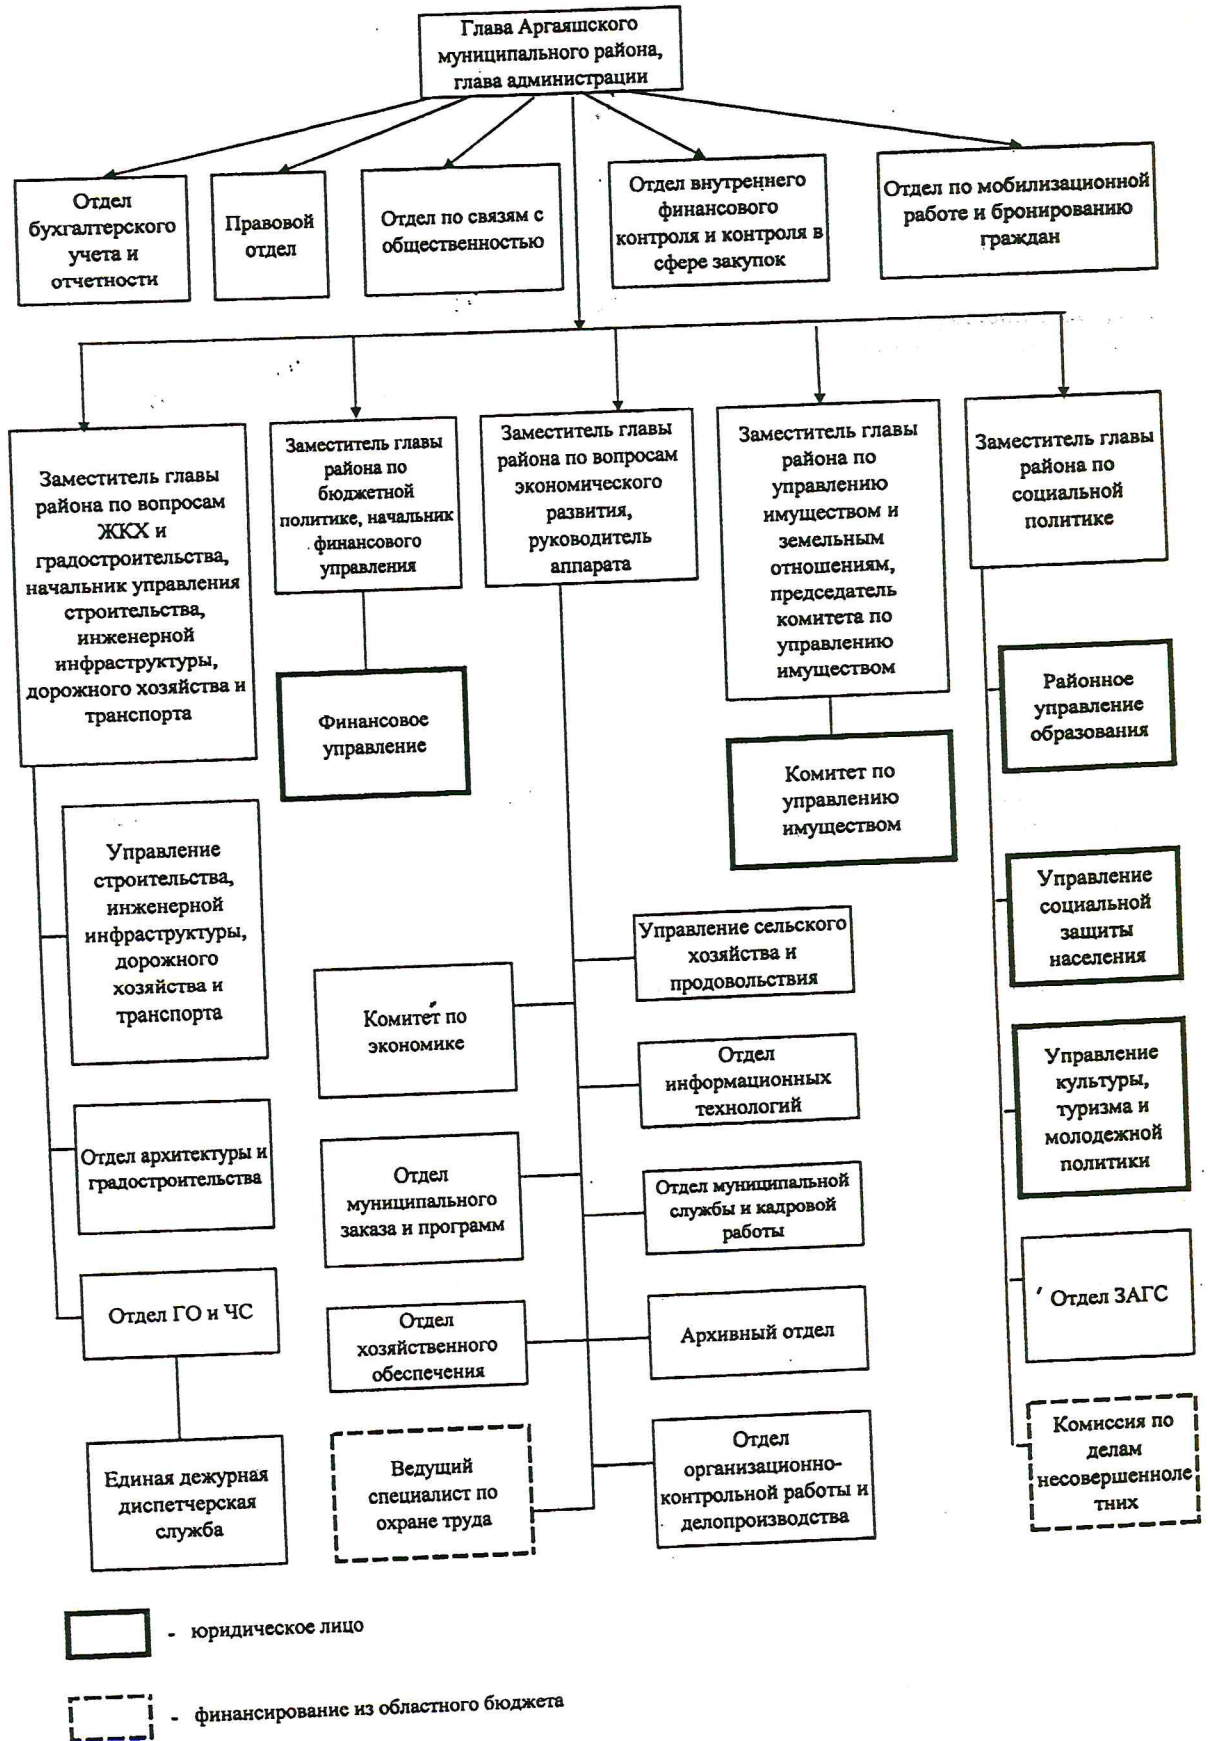 Глава Аргаяшского
муниципального района,
глава администрации
Отдел
бухгалтерского
учета и
отчетности
Правовой
отдел
Отдел по связям с
общественностью
Отдел внутреннего
финансового
контроля и контроля в
сфере закупок
Отдел по мобилизационной
работе и бронированию
граждан
Заместитель главы
района по вопросам
ЖКХ и
градостроительства,
начальник управления
строительства,
инженерной
инфраструктуры,
дорожного хозяйства и
транспорта
Заместитель главы
района по
бюджетной
политике, начальник
финансового
управления
Заместитель главы
района по вопросам
экономического
развития,
руководитель
аппарата
Заместитель главы
района по
управлению
имуществом и
земельным
отношениям,
председатель
комитета по
управлению
имуществом
Заместитель главы
района по
социальной
политике
Финансовое
управление
Комитет по
управлению
имуществом
Районное
управление
образования
Управление
строительства,
инженерной
инфраструктуры,
дорожного
хозяйства и
транспорта
Управление
социальной
защиты
населения
Управление сельского
хозяйства и
продовольствия
Комитет по
экономике
Отдел
информационных
технологий
Управление
культуры,
туризма и
молодежной
политики
Отдел архитектуры и
градостроительства
Отдел
муниципального
заказа и программ
Отдел муниципальной
службы и кадровой
работы
Отдел ЗАГС
Отдел ГО и ЧС
Отдел
хозяйственного
обеспечения
Архивный отдел
Единая дежурная
диспетчерская
служба
Ведущий
специалист по
охране труда
Отдел
организационно-
контрольной работы и
делопроизводства
Комиссия по
делам
несовершенноле
тних
- юридическое лицо
- финансирование из областного бюджета